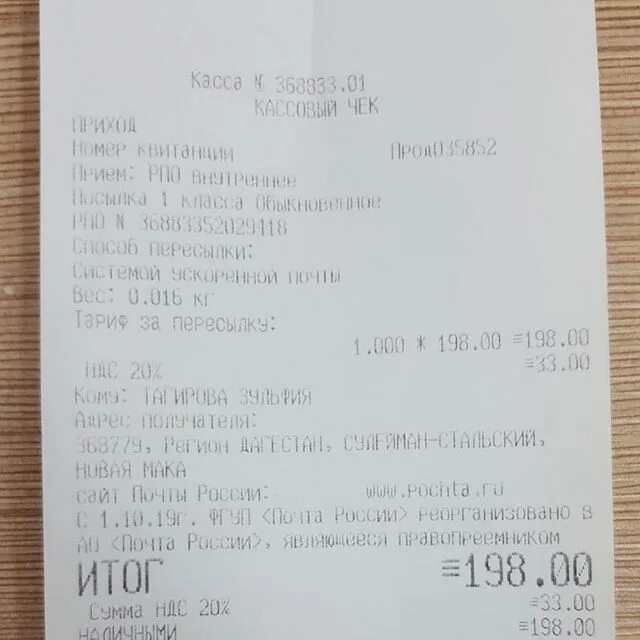 Касса № 368833.01
КАССОВЫЙ ЧЕК
ПРИХОД
Номер квитанции Прод035852
Прием: РПО внутреннее
Посылка 1 класса Обыкновенное
РПО № 36883352029118
Способ пересылки:
Системой ускоренной почты
Вес: 0.016 кг
Тариф за пересылку:
1.000 * 198.00 =198.00
НДС 20% =33.00
Кому: ТАГИРОВА ЗУЛЬФИЯ
Адрес получателя:
368779, Регион ДАГЕСТАН, СУЛЕЙМАН-СТАЛЬСКИЙ,
НОВАЯ МАКА
сайт Почты России: www.pochta.ru
С 1.10.19г. ФГУП <Почта России> реорганизовано в
АО <Почта России>, являющееся правопреемником
ИТОГ =198.00
Сумма НДС 20% =33.00
НАЛИЧНЫМИ =198.00